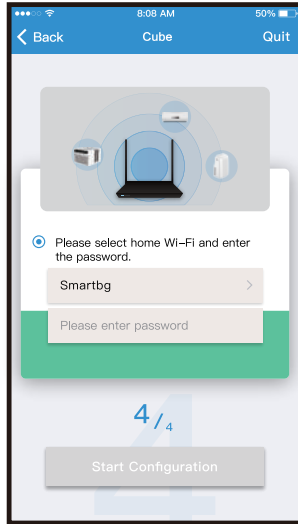 8:08 AM
50%
Back
Cube
Quit
Please select home Wi-Fi and enter
the password.
Smartbg
Please enter password
4/4
4
Start Configuration